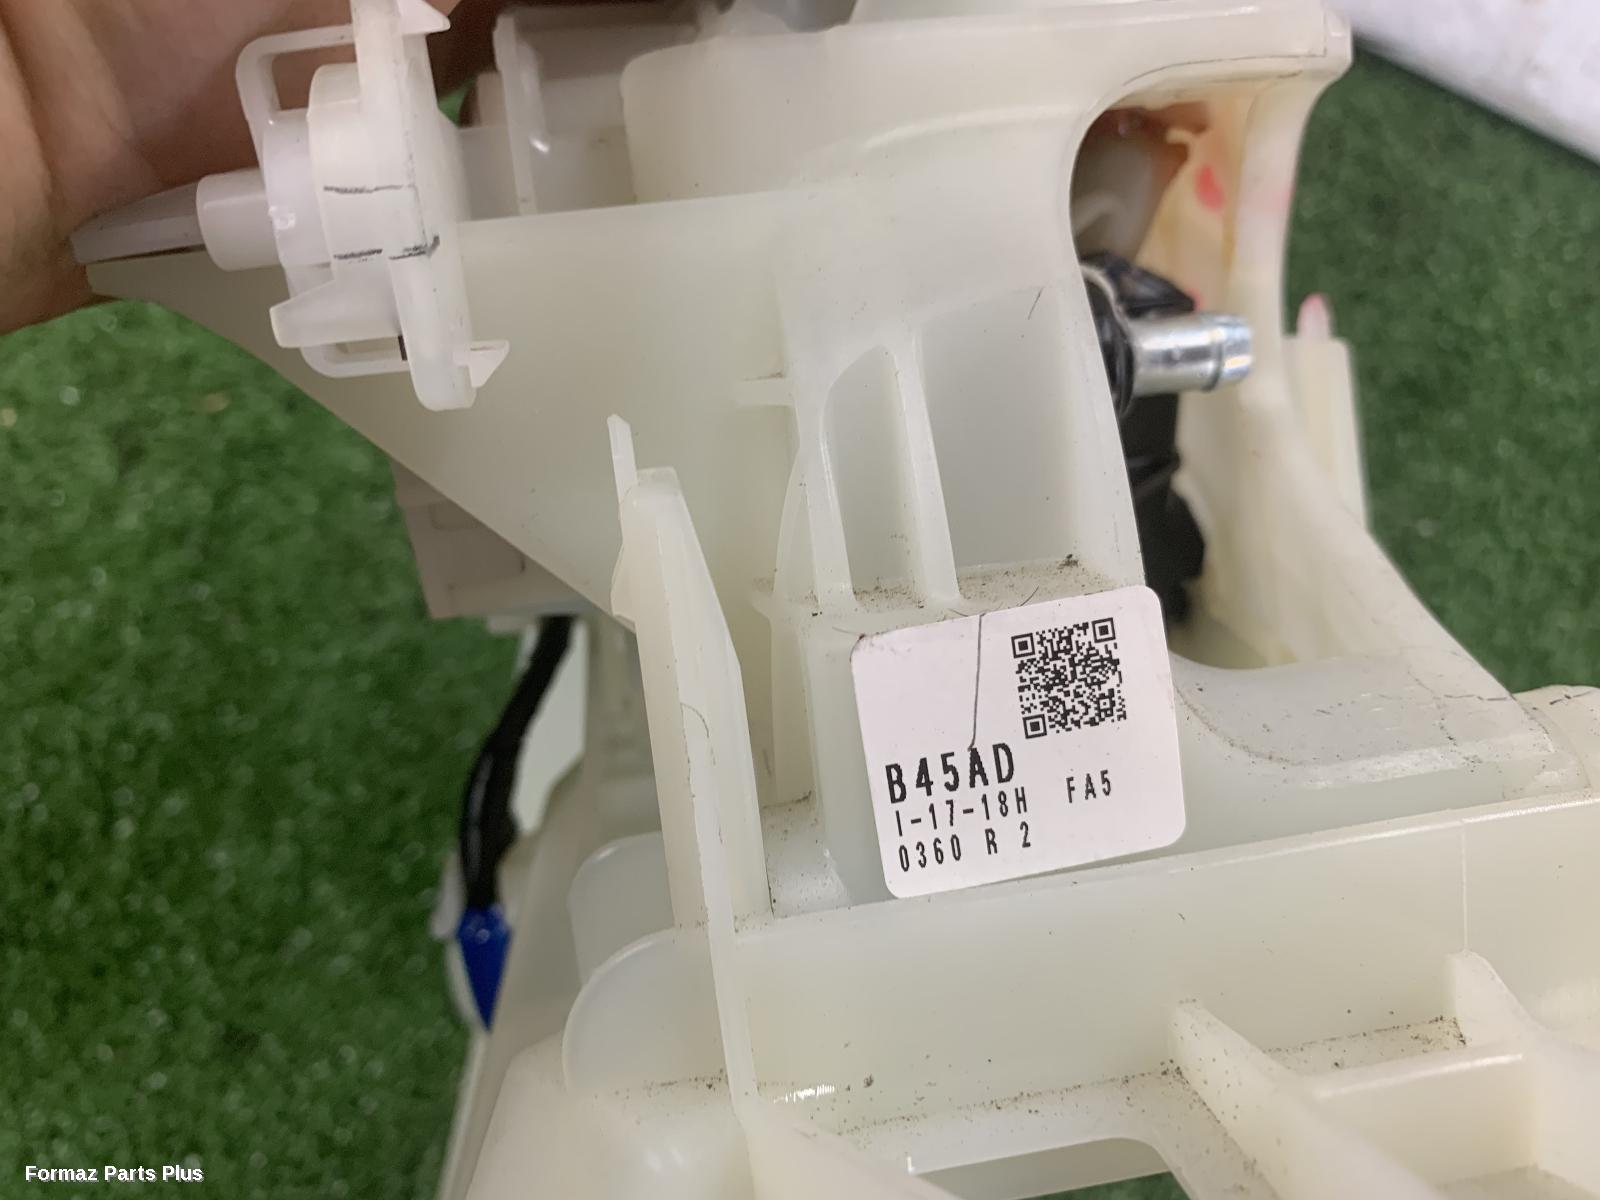 B45AD
I-17-18H FA5
0360 R 2
Formaz Parts Plus